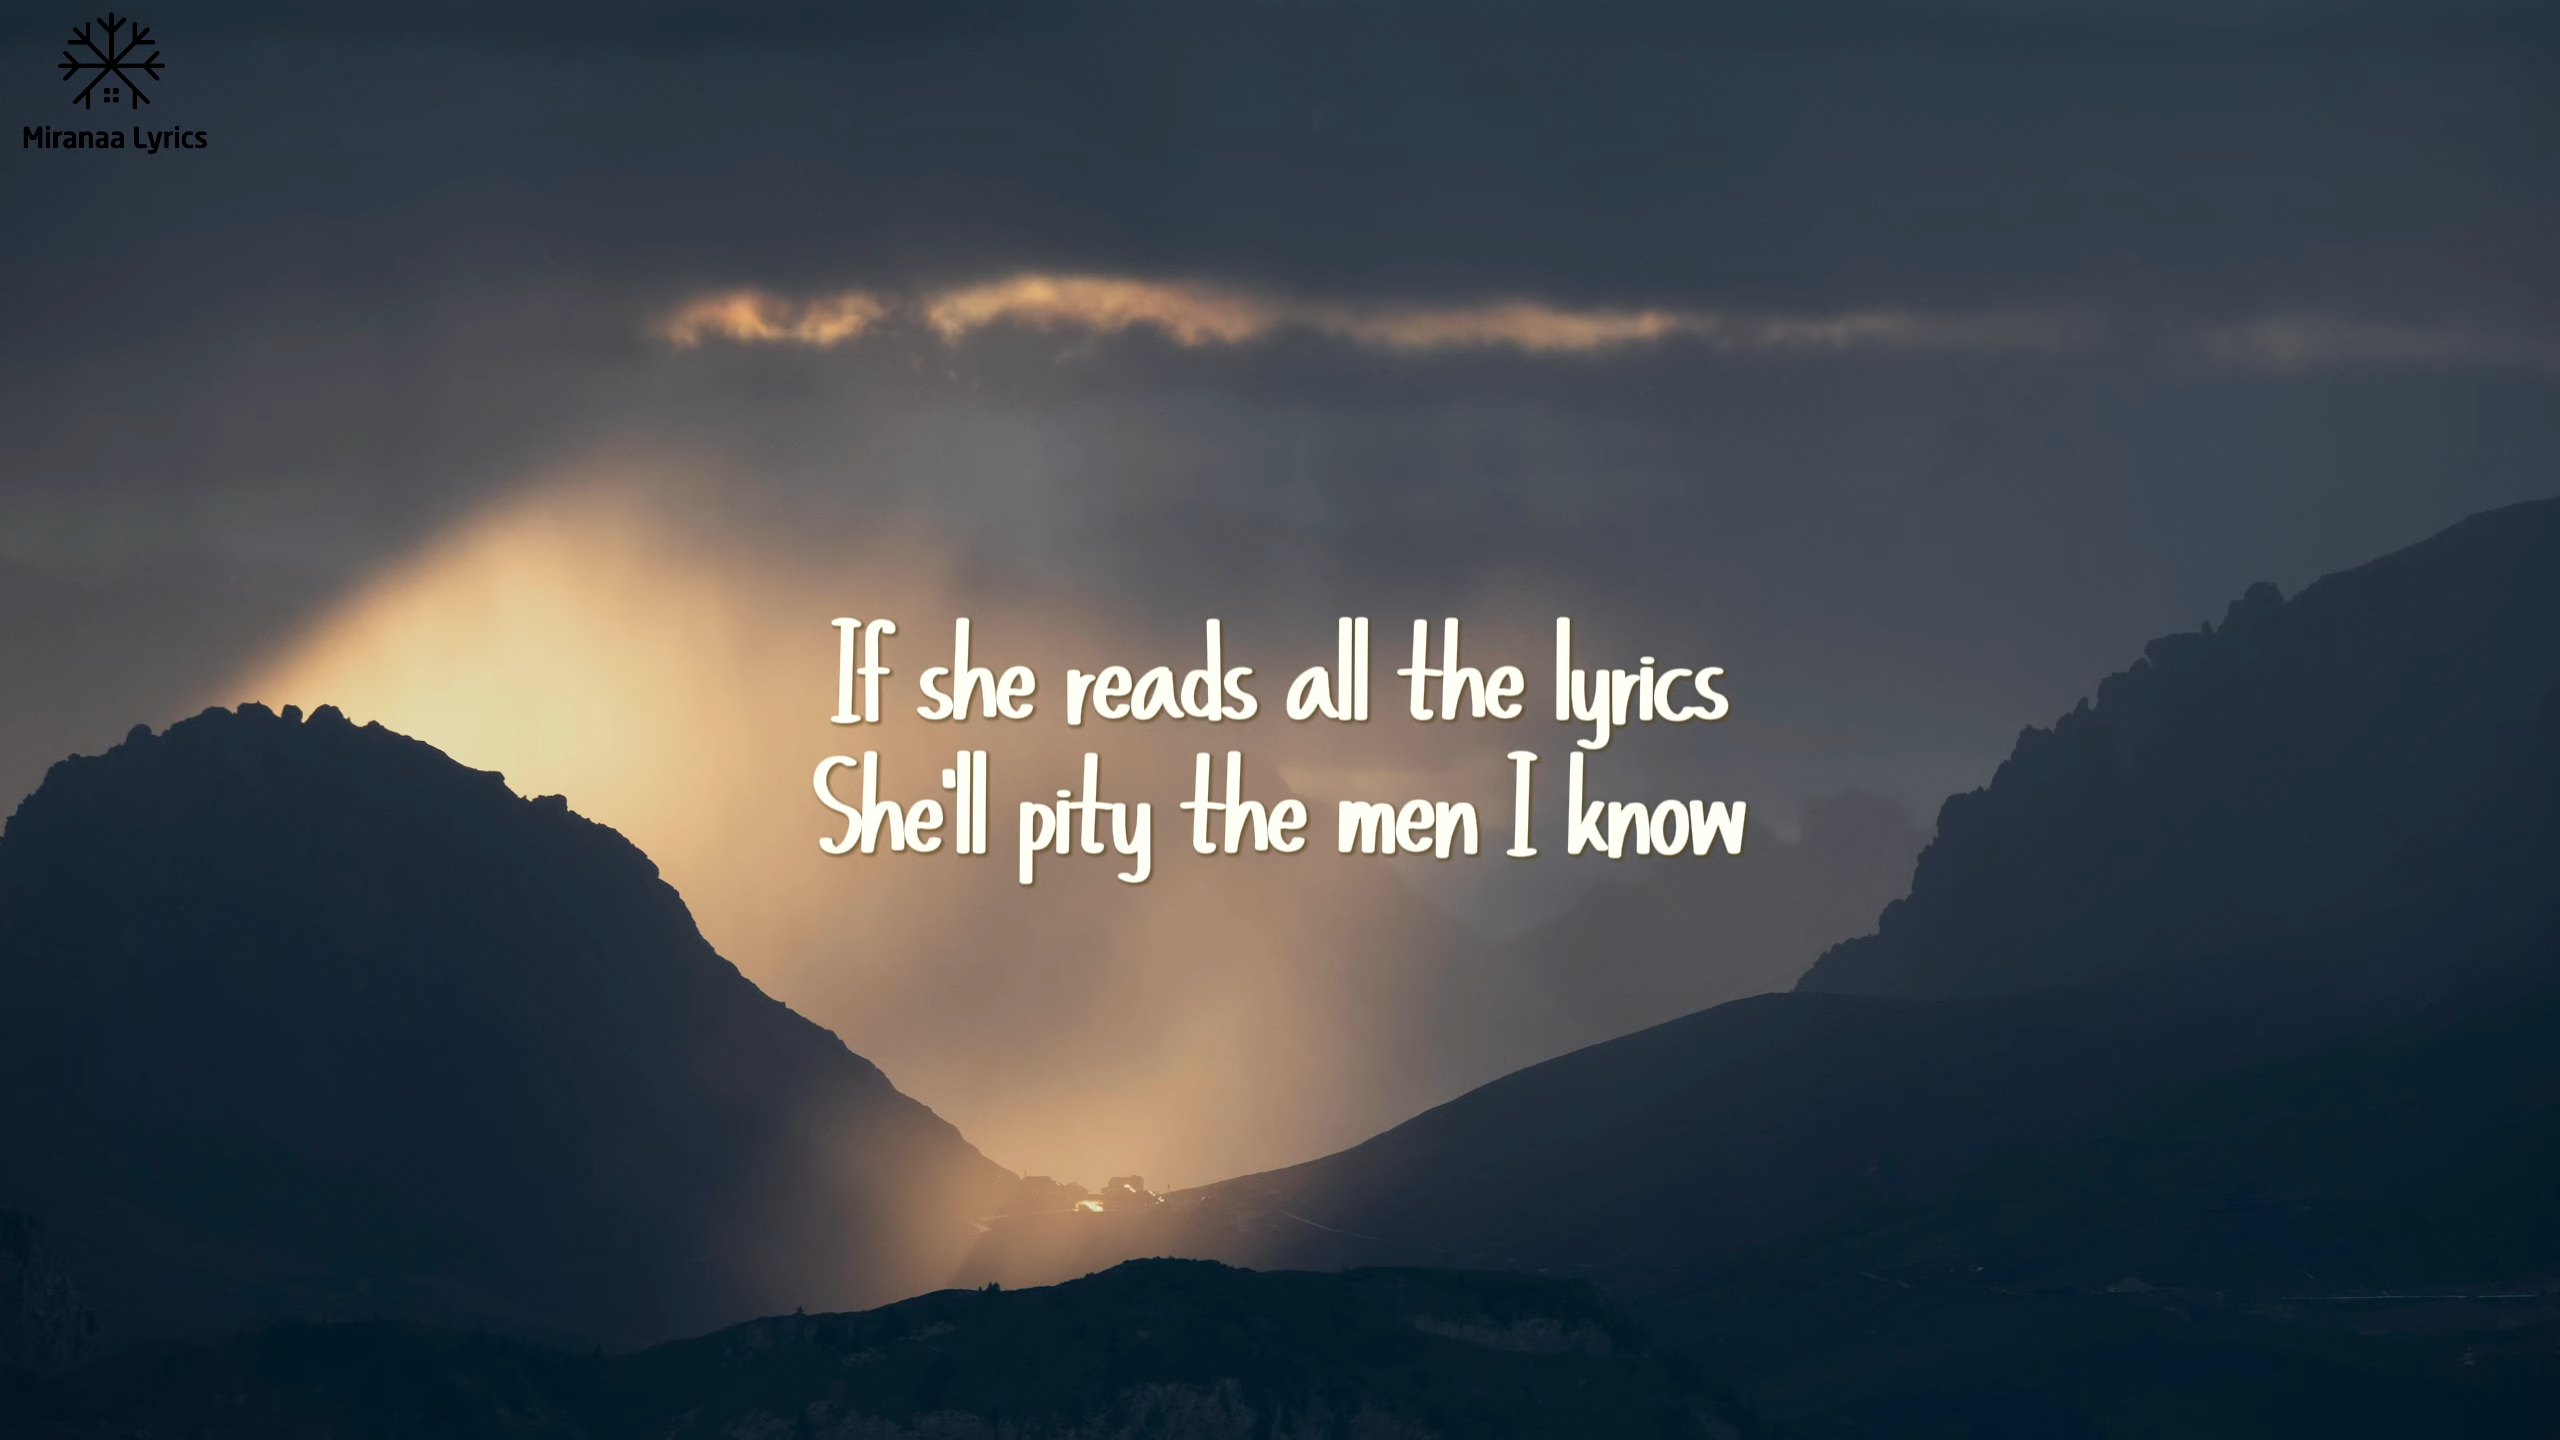 Miranaa Lyrics
If she reads all the lyrics
She'll pity the men I know